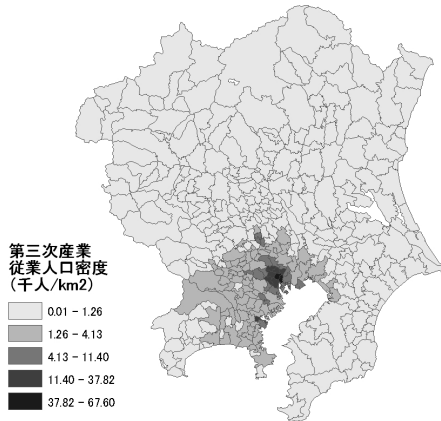 第三次産業
従業人口密度
(千人/km2)
0.01 - 1.26
1.26 - 4.13
4.13 - 11.40
11.40 - 37.82
37.82 - 67.60